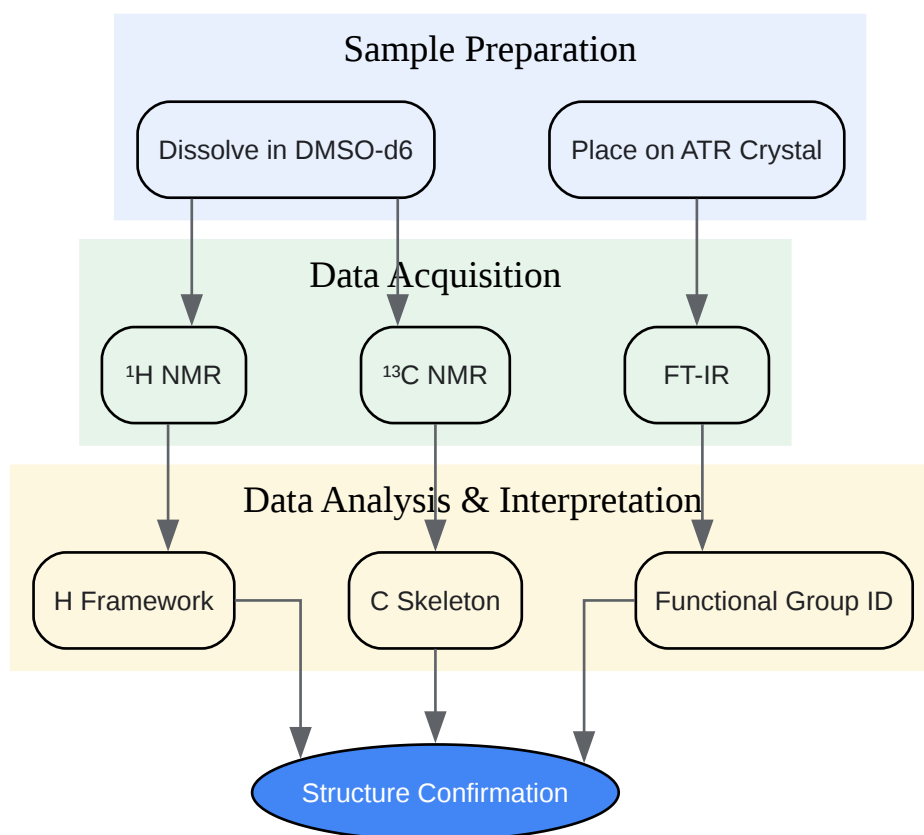 Sample Preparation
Dissolve in DMSO-d6
Place on ATR Crystal
Data Acquisition
¹H NMR
¹³C NMR
FT-IR
Data Analysis & Interpretation
H Framework
C Skeleton
Functional Group ID
Structure Confirmation